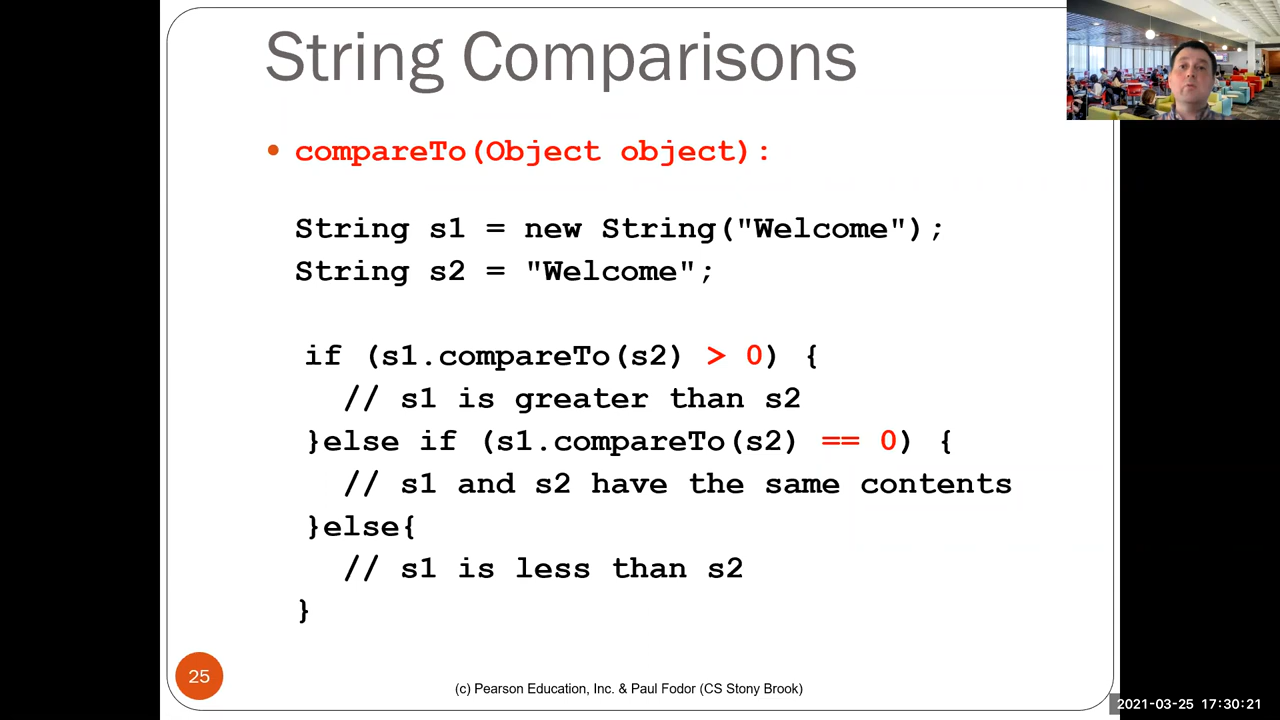 String Comparisons
• compareTo(Object object):
String s1 = new String("Welcome");
String s2 = "Welcome";
if (s1.compareTo(s2) > 0) {
// s1 is greater than s2
}else if (s1.compareTo(s2) == 0) {
// s1 and s2 have the same contents
}else{
// s1 is less than s2
}
25
(c) Pearson Education, Inc. & Paul Fodor (CS Stony Brook)
2021-03-25 17:30:21